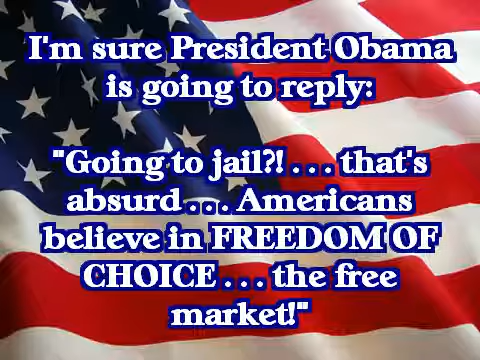 I'm sure President Obama
is going to reply:
"Going to jail?! . . . that's
absurd . . . Americans
believe in FREEDOM OF
CHOICE . . . the free
market!"